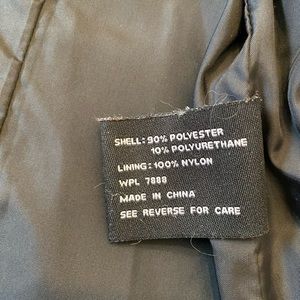 SHELL: 90% POLYESTER
10% POLYURETHANE
LINING: 100% NYLON
WPL 7888
MADE IN CHINA
SEE REVERSE FOR CARE